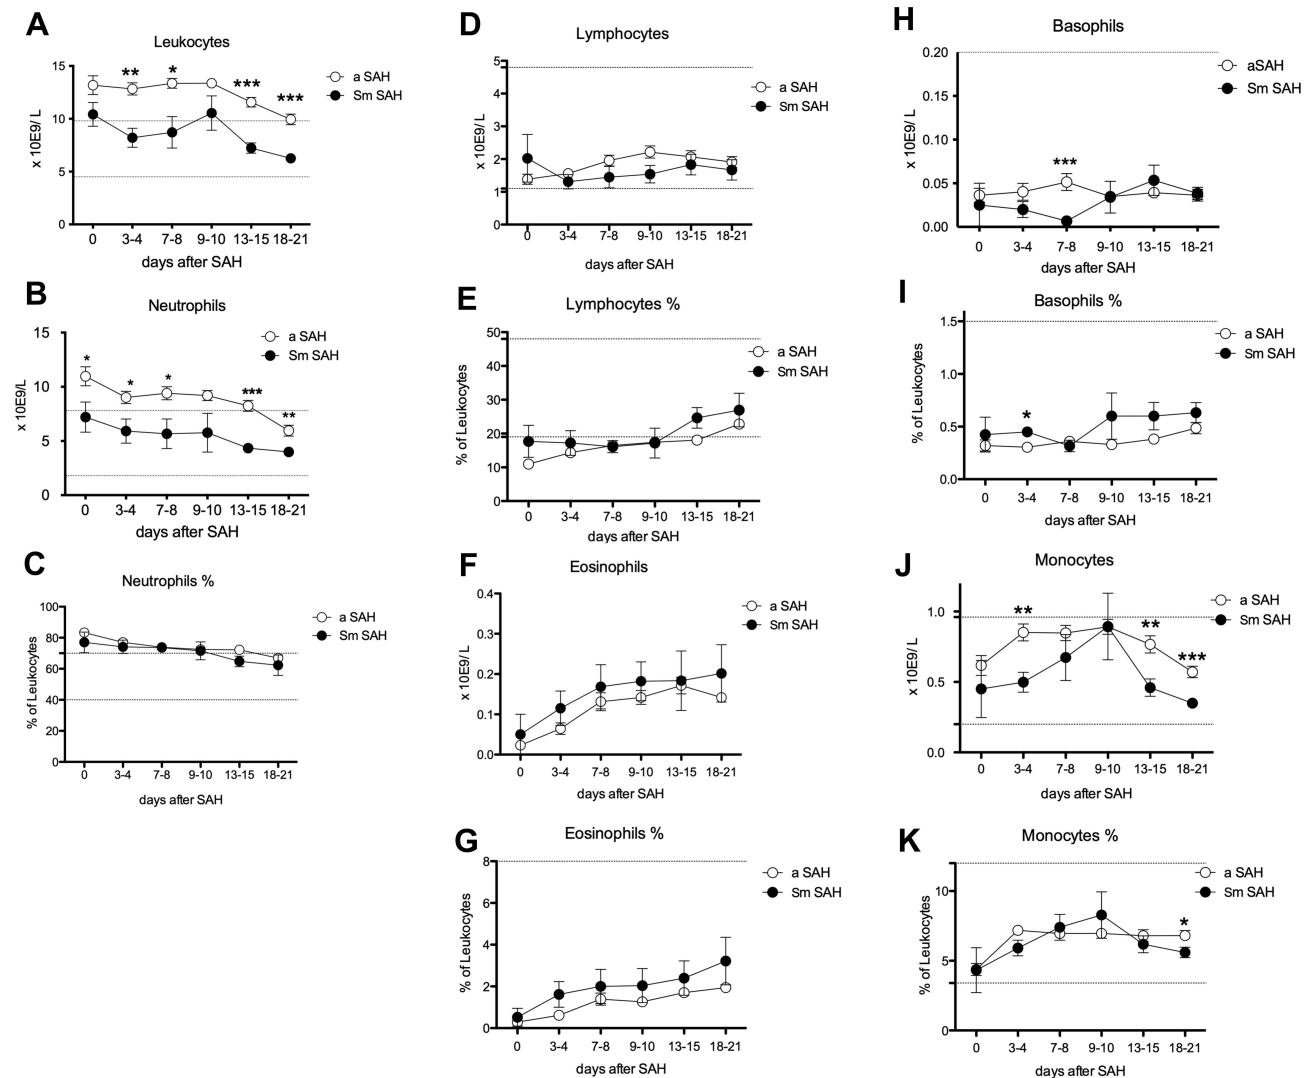 A
Leukocytes
15
10
5
0
x 10E9/ L
** * *** ***
a SAH
Sm SAH
0 3-4 7-8 9-10 13-15 18-21
days after SAH
B
Neutrophils
15
10
5
0
x 10E9/L
* * * *** **
a SAH
Sm SAH
0 3-4 7-8 9-10 13-15 18-21
days after SAH
C
Neutrophils %
100
80
60
40
20
0
% of Leukocytes
a SAH
Sm SAH
0 3-4 7-8 9-10 13-15 18-21
days after SAH
D
Lymphocytes
5
4
3
2
1
0
x 10E9/ L
a SAH
Sm SAH
0 3-4 7-8 9-10 13-15 18-21
days after SAH
E
Lymphocytes %
50
40
30
20
10
0
% of Leukocytes
a SAH
Sm SAH
0 3-4 7-8 9-10 13-15 18-21
days after SAH
F
Eosinophils
0.4
0.3
0.2
0.1
0.0
x 10E9/ L
a SAH
Sm SAH
0 3-4 7-8 9-10 13-15 18-21
days after SAH
G
Eosinophils %
8
6
4
2
0
% of Leukocytes
a SAH
Sm SAH
0 3-4 7-8 9-10 13-15 18-21
days after SAH
H
Basophils
0.20
0.15
0.10
0.05
0.00
x 10E9/ L
***
aSAH
Sm SAH
0 3-4 7-8 9-10 13-15 18-21
days after SAH
I
Basophils %
1.5
1.0
0.5
0.0
% of Leukocytes
*
a SAH
Sm SAH
0 3-4 7-8 9-10 13-15 18-21
days after SAH
J
Monocytes
1.0
0.5
0.0
x 10E9/ L
** ** ***
a SAH
Sm SAH
0 3-4 7-8 9-10 13-15 18-21
days after SAH
K
Monocytes %
10
5
0
% of Leukocytes
*
a SAH
Sm SAH
0 3-4 7-8 9-10 13-15 18-21
days after SAH